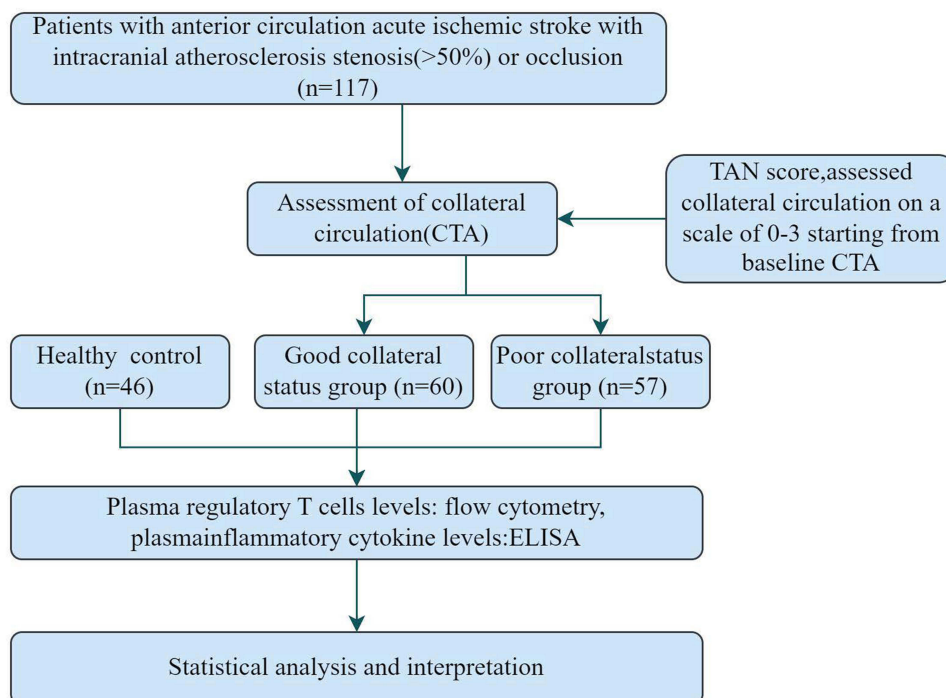 Patients with anterior circulation acute ischemic stroke with
intracranial atherosclerosis stenosis(>50%) or occlusion
(n=117)
Assessment of collateral
circulation(CTA)
TAN score,assessed
collateral circulation on a
scale of 0-3 starting from
baseline CTA
Healthy control
(n=46)
Good collateral
status group (n=60)
Poor collateralstatus
group (n=57)
Plasma regulatory T cells levels: flow cytometry,
plasmainflammatory cytokine levels:ELISA
Statistical analysis and interpretation